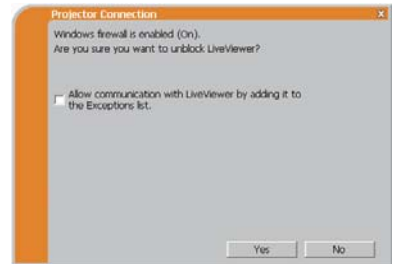 Projector Connection
Windows firewall is enabled (On).
Are you sure you want to unblock LiveViewer?
Allow communication with LiveViewer by adding it to
the Exceptions list.
Yes
No